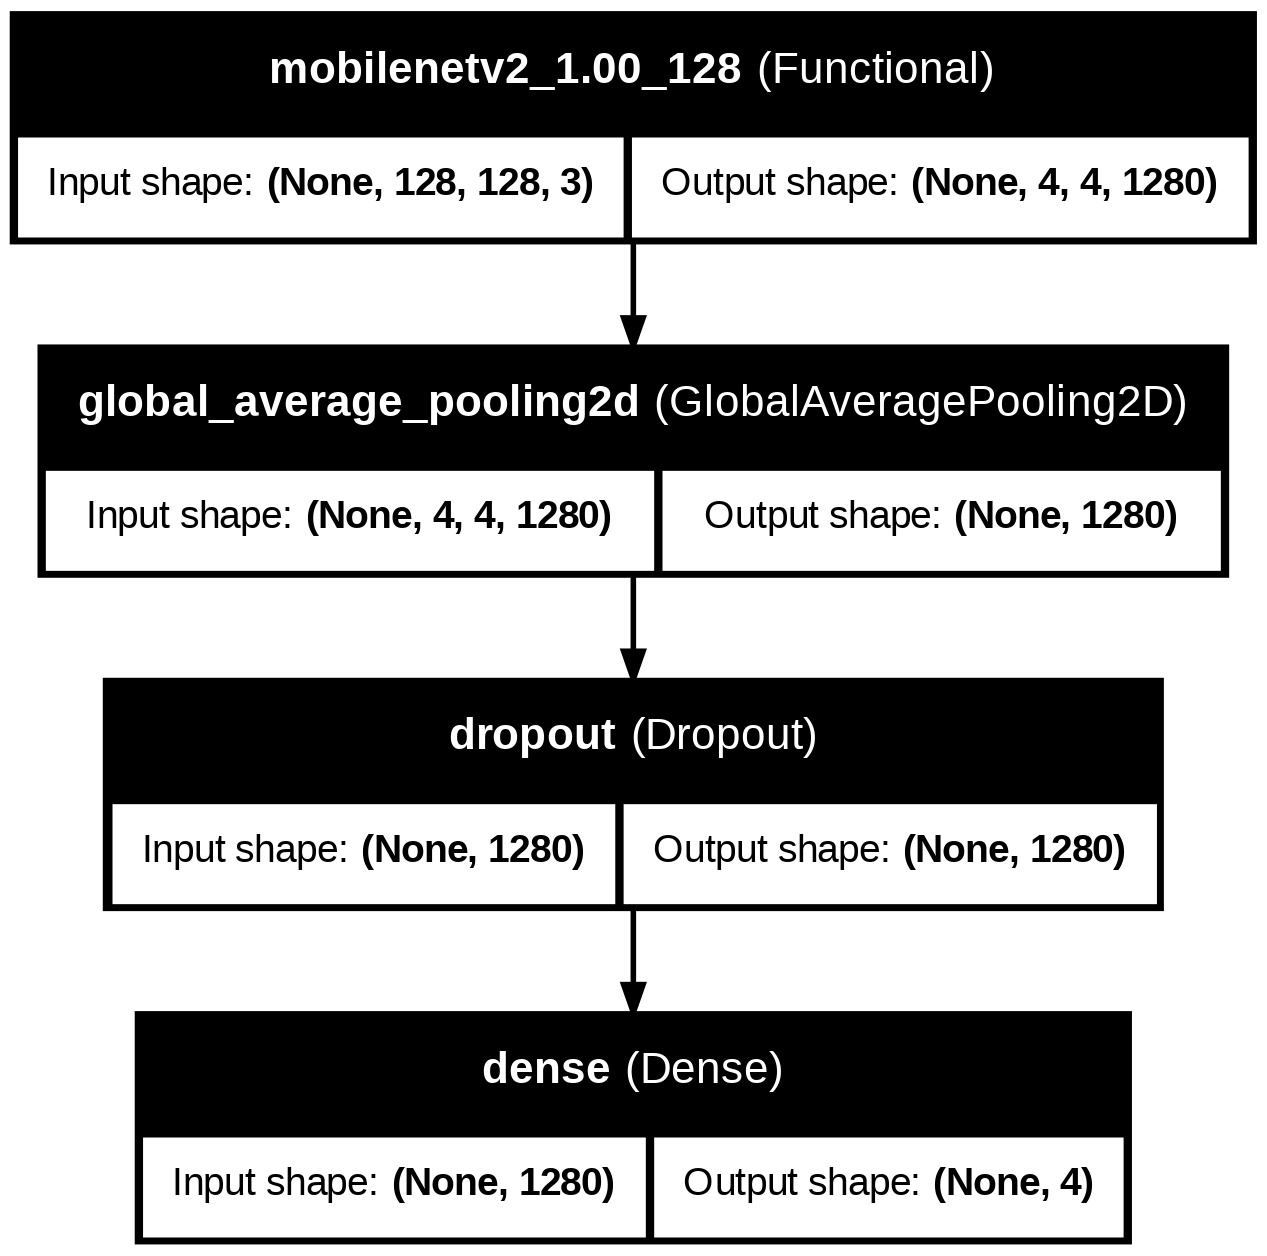 mobilenetv2_1.00_128 (Functional)
Input shape: (None, 128, 128, 3)
Output shape: (None, 4, 4, 1280)
global_average_pooling2d (GlobalAveragePooling2D)
Input shape: (None, 4, 4, 1280)
Output shape: (None, 1280)
dropout (Dropout)
Input shape: (None, 1280)
Output shape: (None, 1280)
dense (Dense)
Input shape: (None, 1280)
Output shape: (None, 4)